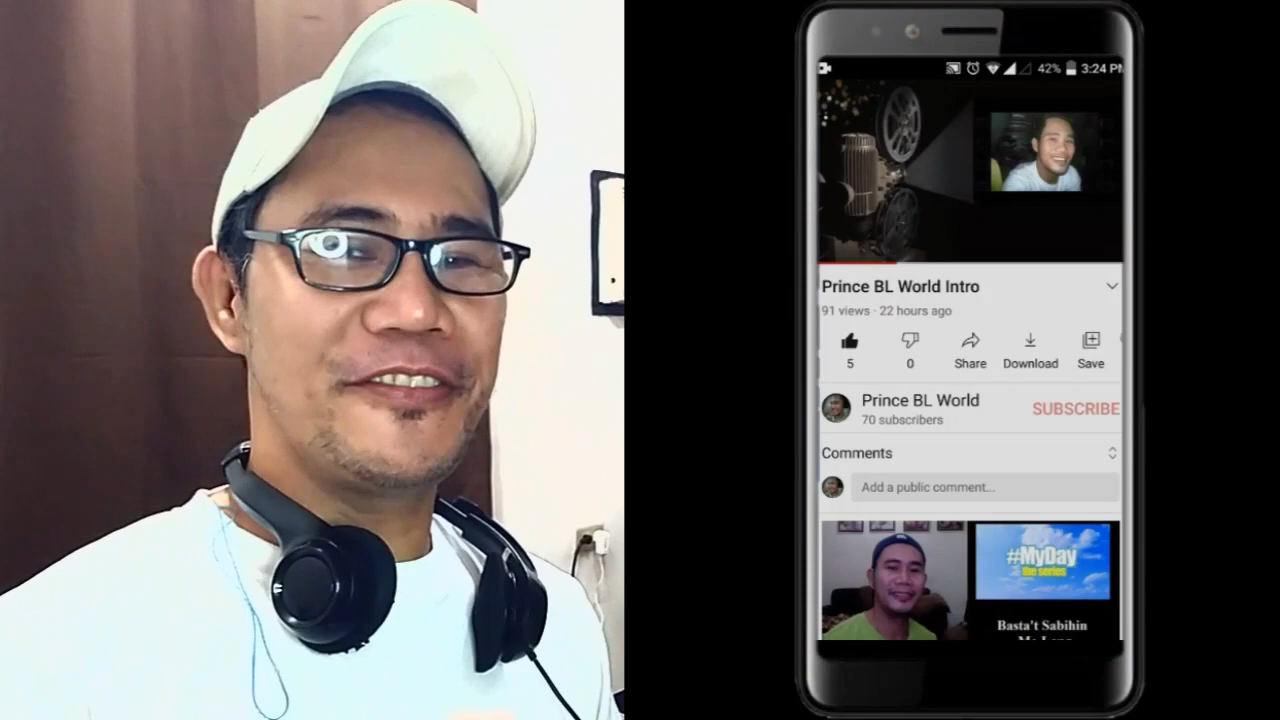 42% 3:24 PM
Prince BL World Intro
91 views · 22 hours ago
5 0 Share Download Save
Prince BL World
70 subscribers
SUBSCRIBE
Comments
Add a public comment...
#MyDay
the series
Basta't Sabihin